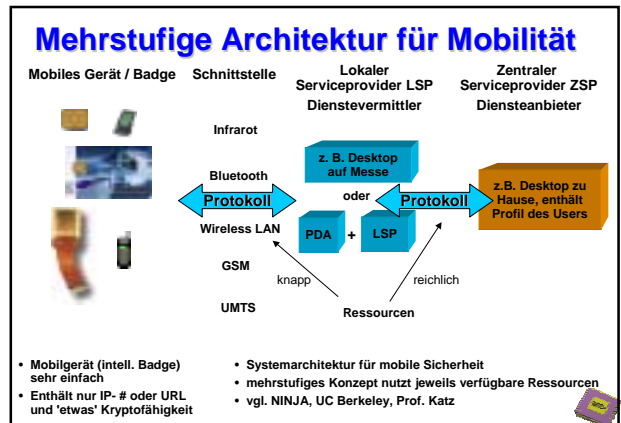 Mehrstufige Architektur für Mobilität
Mobiles Gerät / Badge
Schnittstelle
Lokaler
Serviceprovider LSP
Dienstevermittler
Zentraler
Serviceprovider ZSP
Diensteanbieter
Infrarot
Bluetooth
Protokoll
Wireless LAN
GSM
UMTS
z. B. Desktop
auf Messe
oder
PDA
+
LSP
Protokoll
z.B. Desktop zu
Hause, enthält
Profil des Users
knapp
reichlich
Ressourcen
• Mobilgerät (intell. Badge)
sehr einfach
• Enthält nur IP- # oder URL
und 'etwas' Kryptofähigkeit
• Systemarchitektur für mobile Sicherheit
• mehrstufiges Konzept nutzt jeweils verfügbare Ressourcen
• vgl. NINJA, UC Berkeley, Prof. Katz